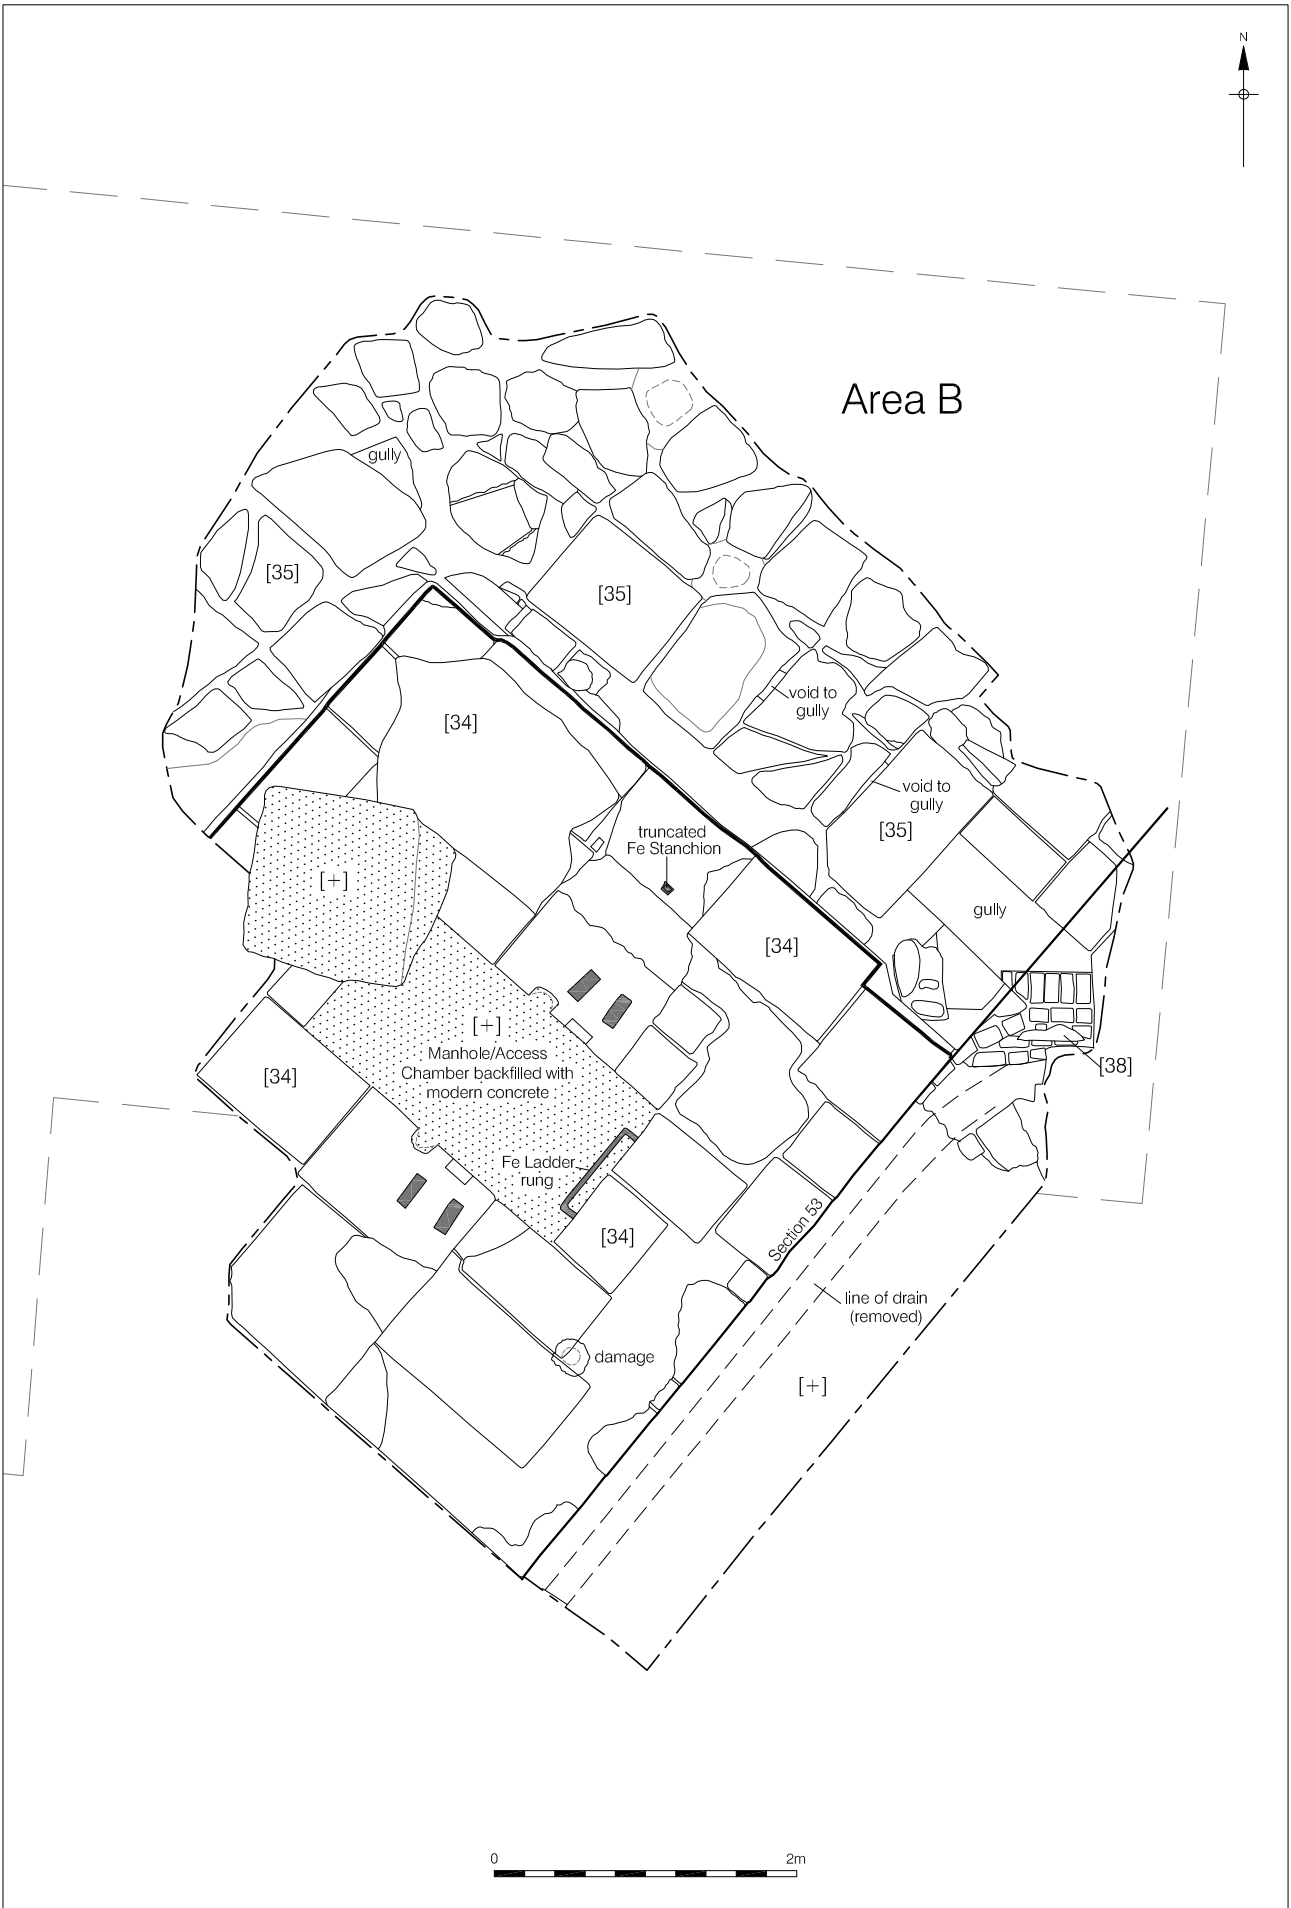 N
Area B
gully
[35]
[35]
void to
gully
[34]
void to
gully
[35]
truncated
Fe Stanchion
[+]
gully
[34]
[+]
Manhole/Access
Chamber backfilled with
modern concrete
[38]
[34]
Fe Ladder
rung
[34]
Section 53
line of drain
(removed)
damage
[+]
0 2m